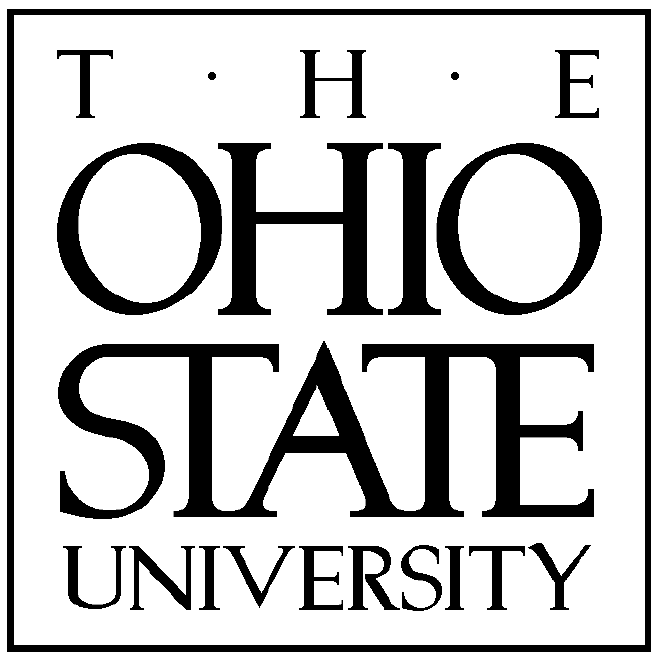 T · H · E
OHIO
STATE
UNIVERSITY